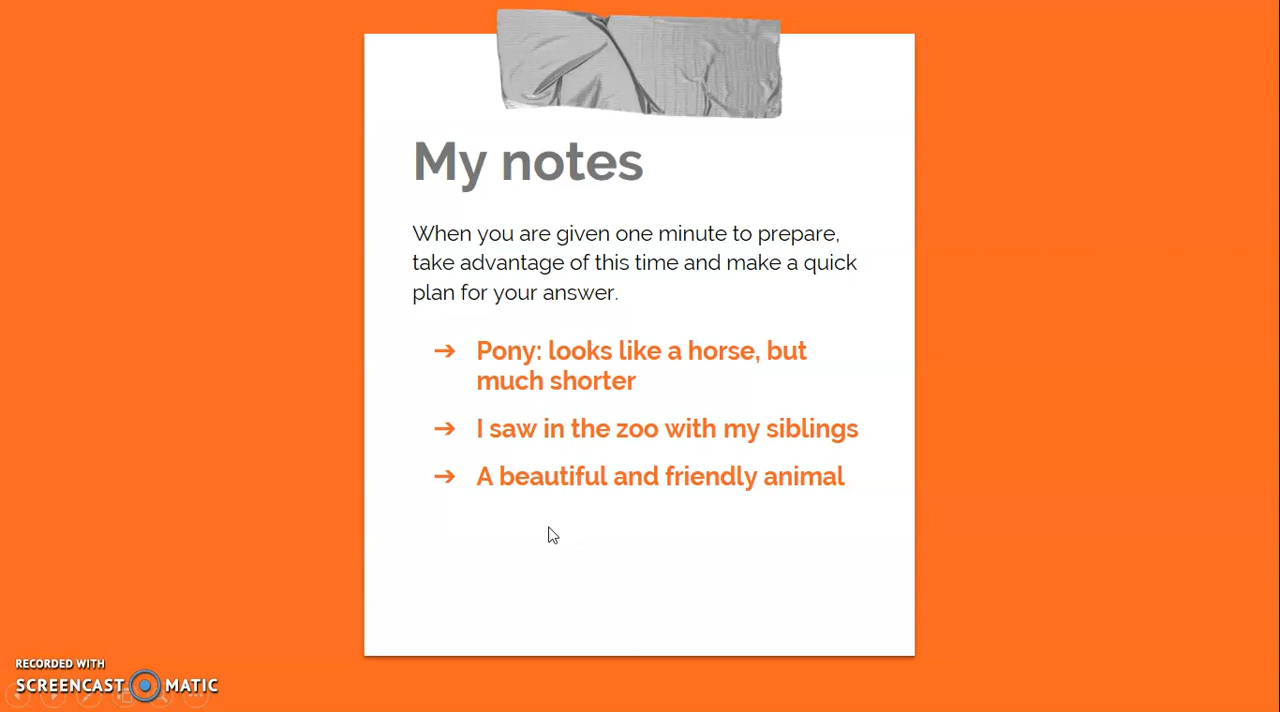 My notes
When you are given one minute to prepare,
take advantage of this time and make a quick
plan for your answer.
➔ Pony: looks like a horse, but
much shorter
➔ I saw in the zoo with my siblings
➔ A beautiful and friendly animal
RECORDED WITH
SCREENCAST MATIC